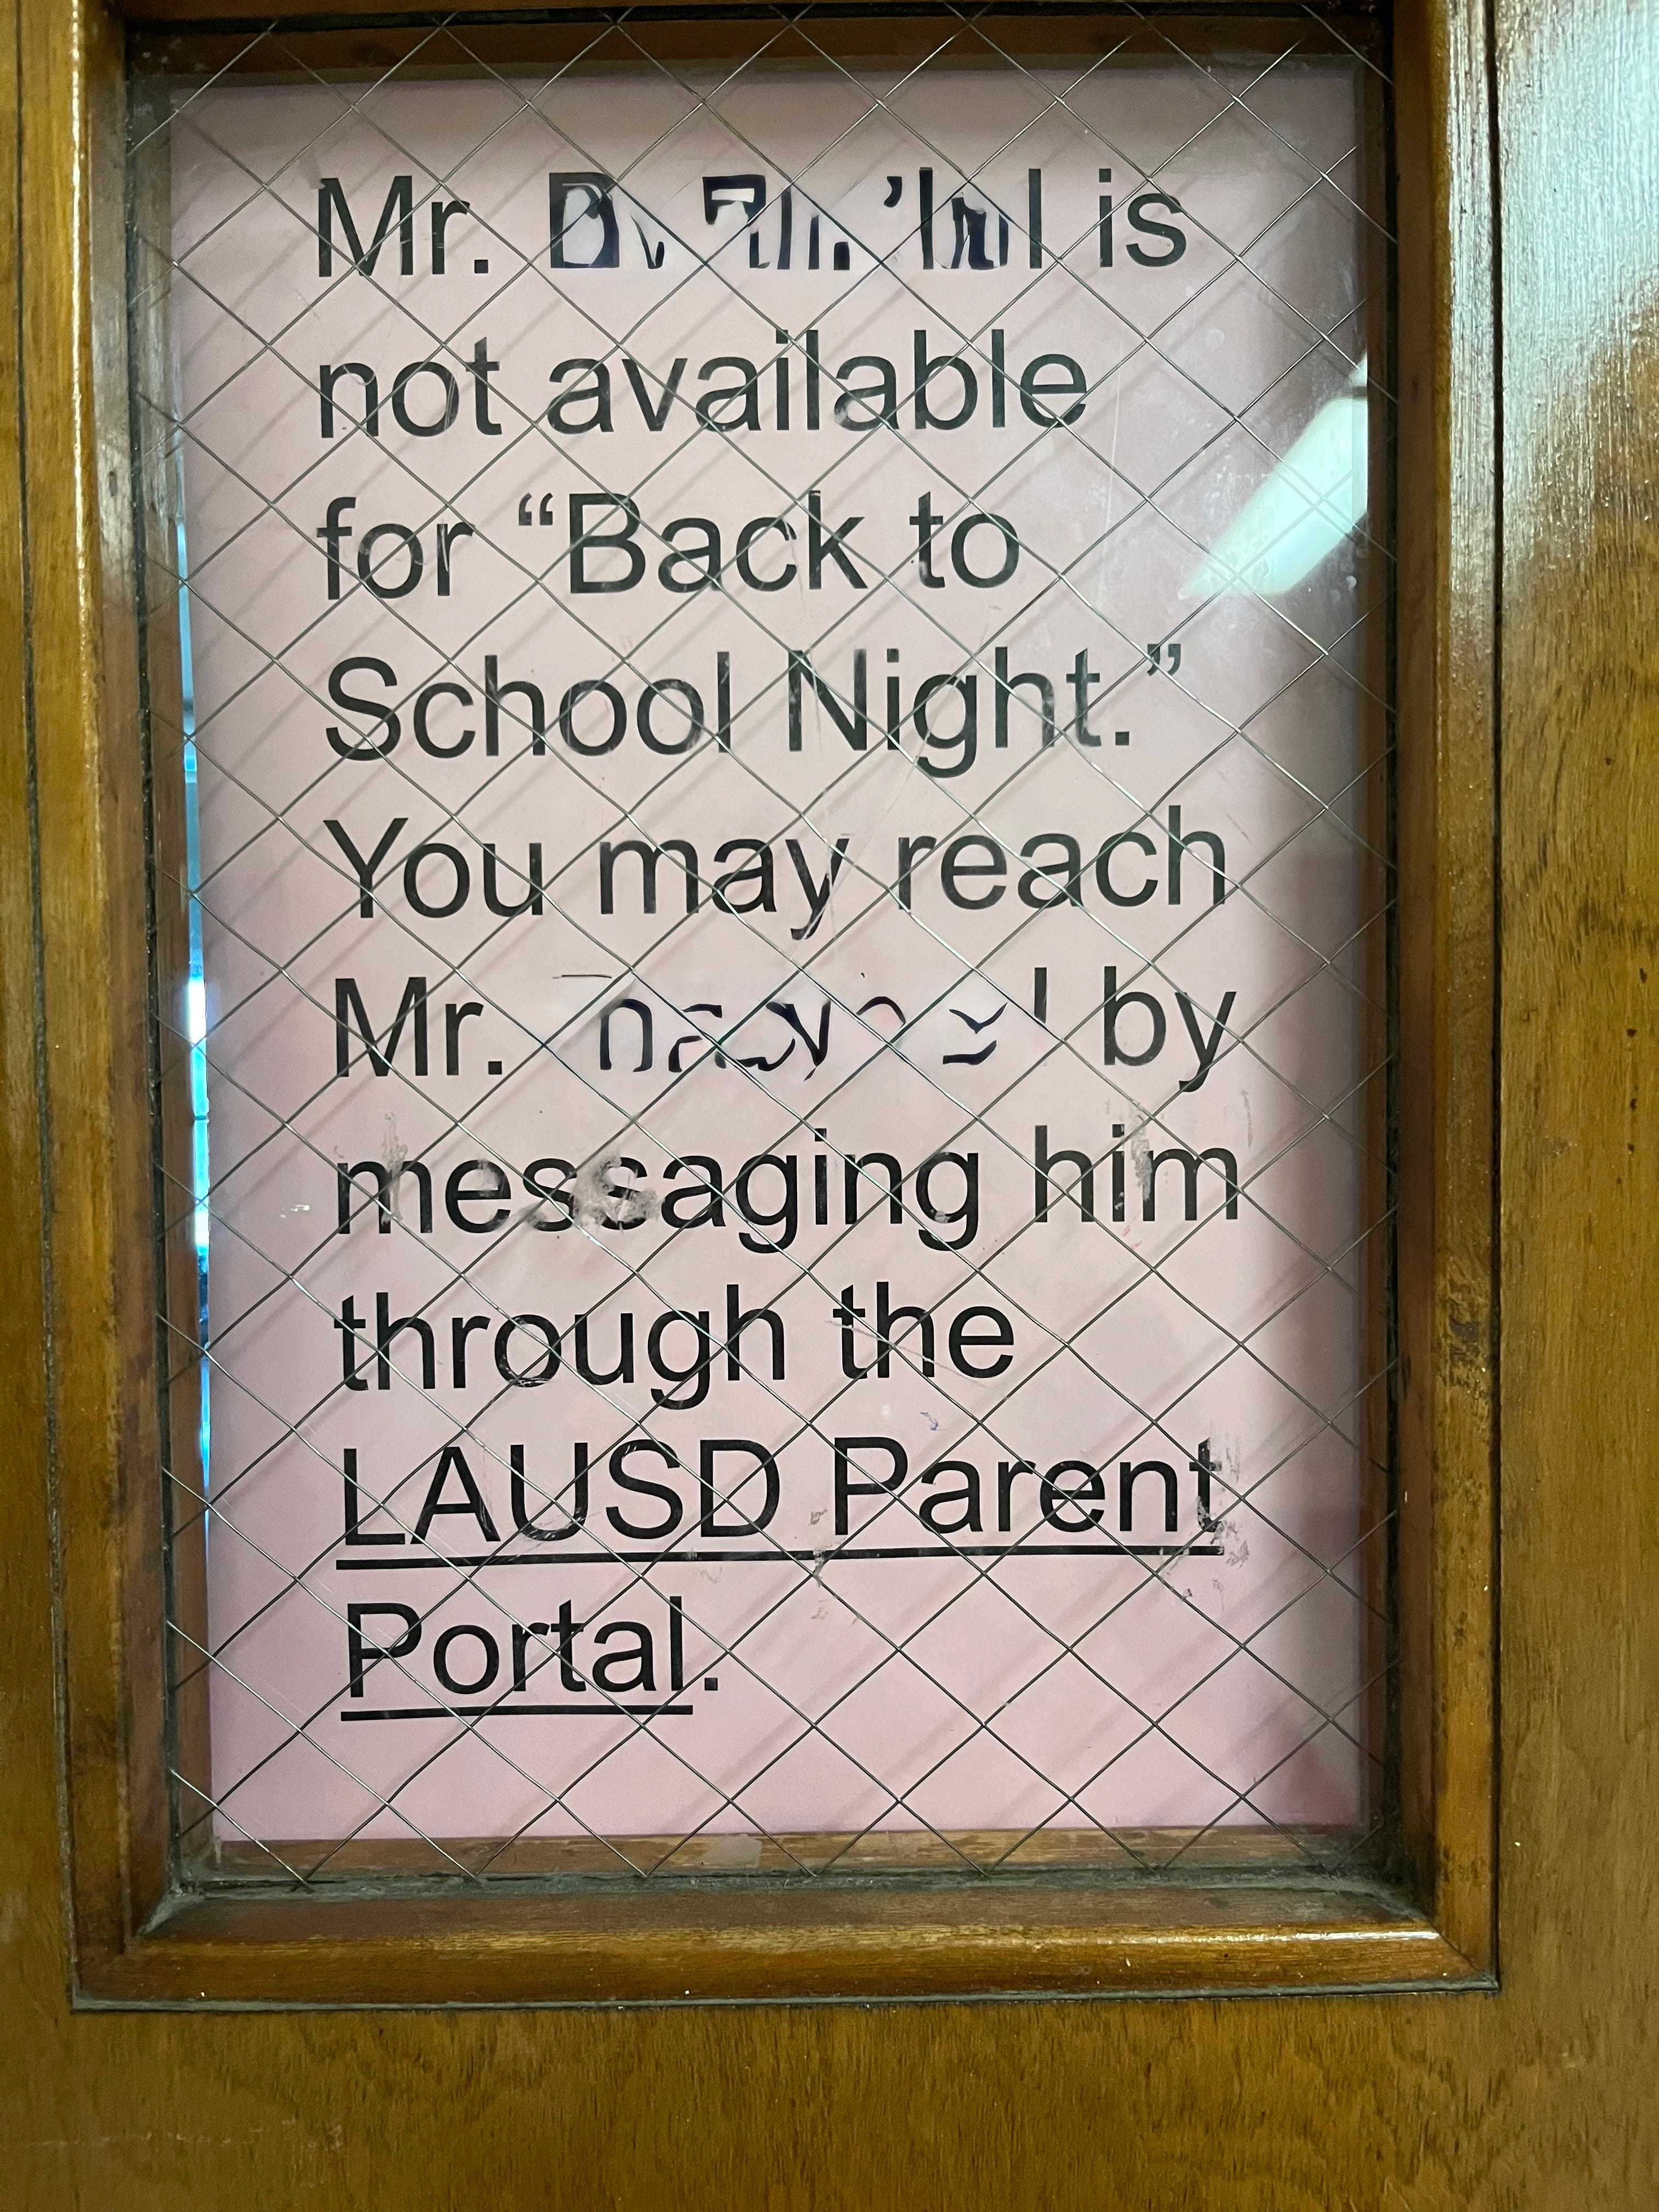 Mr. is
not available
for “Back to
School Night.”
You may reach
Mr. by
messaging him
through the
LAUSD Parent
Portal.